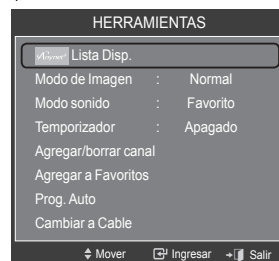 HERRAMIENTAS
Anynet+ Lista Disp.
Modo de Imagen : Normal
Modo sonido : Favorito
Temporizador : Apagado
Agregar/borrar canal
Agregar a Favoritos
Prog. Auto
Cambiar a Cable
Mover Ingresar Salir